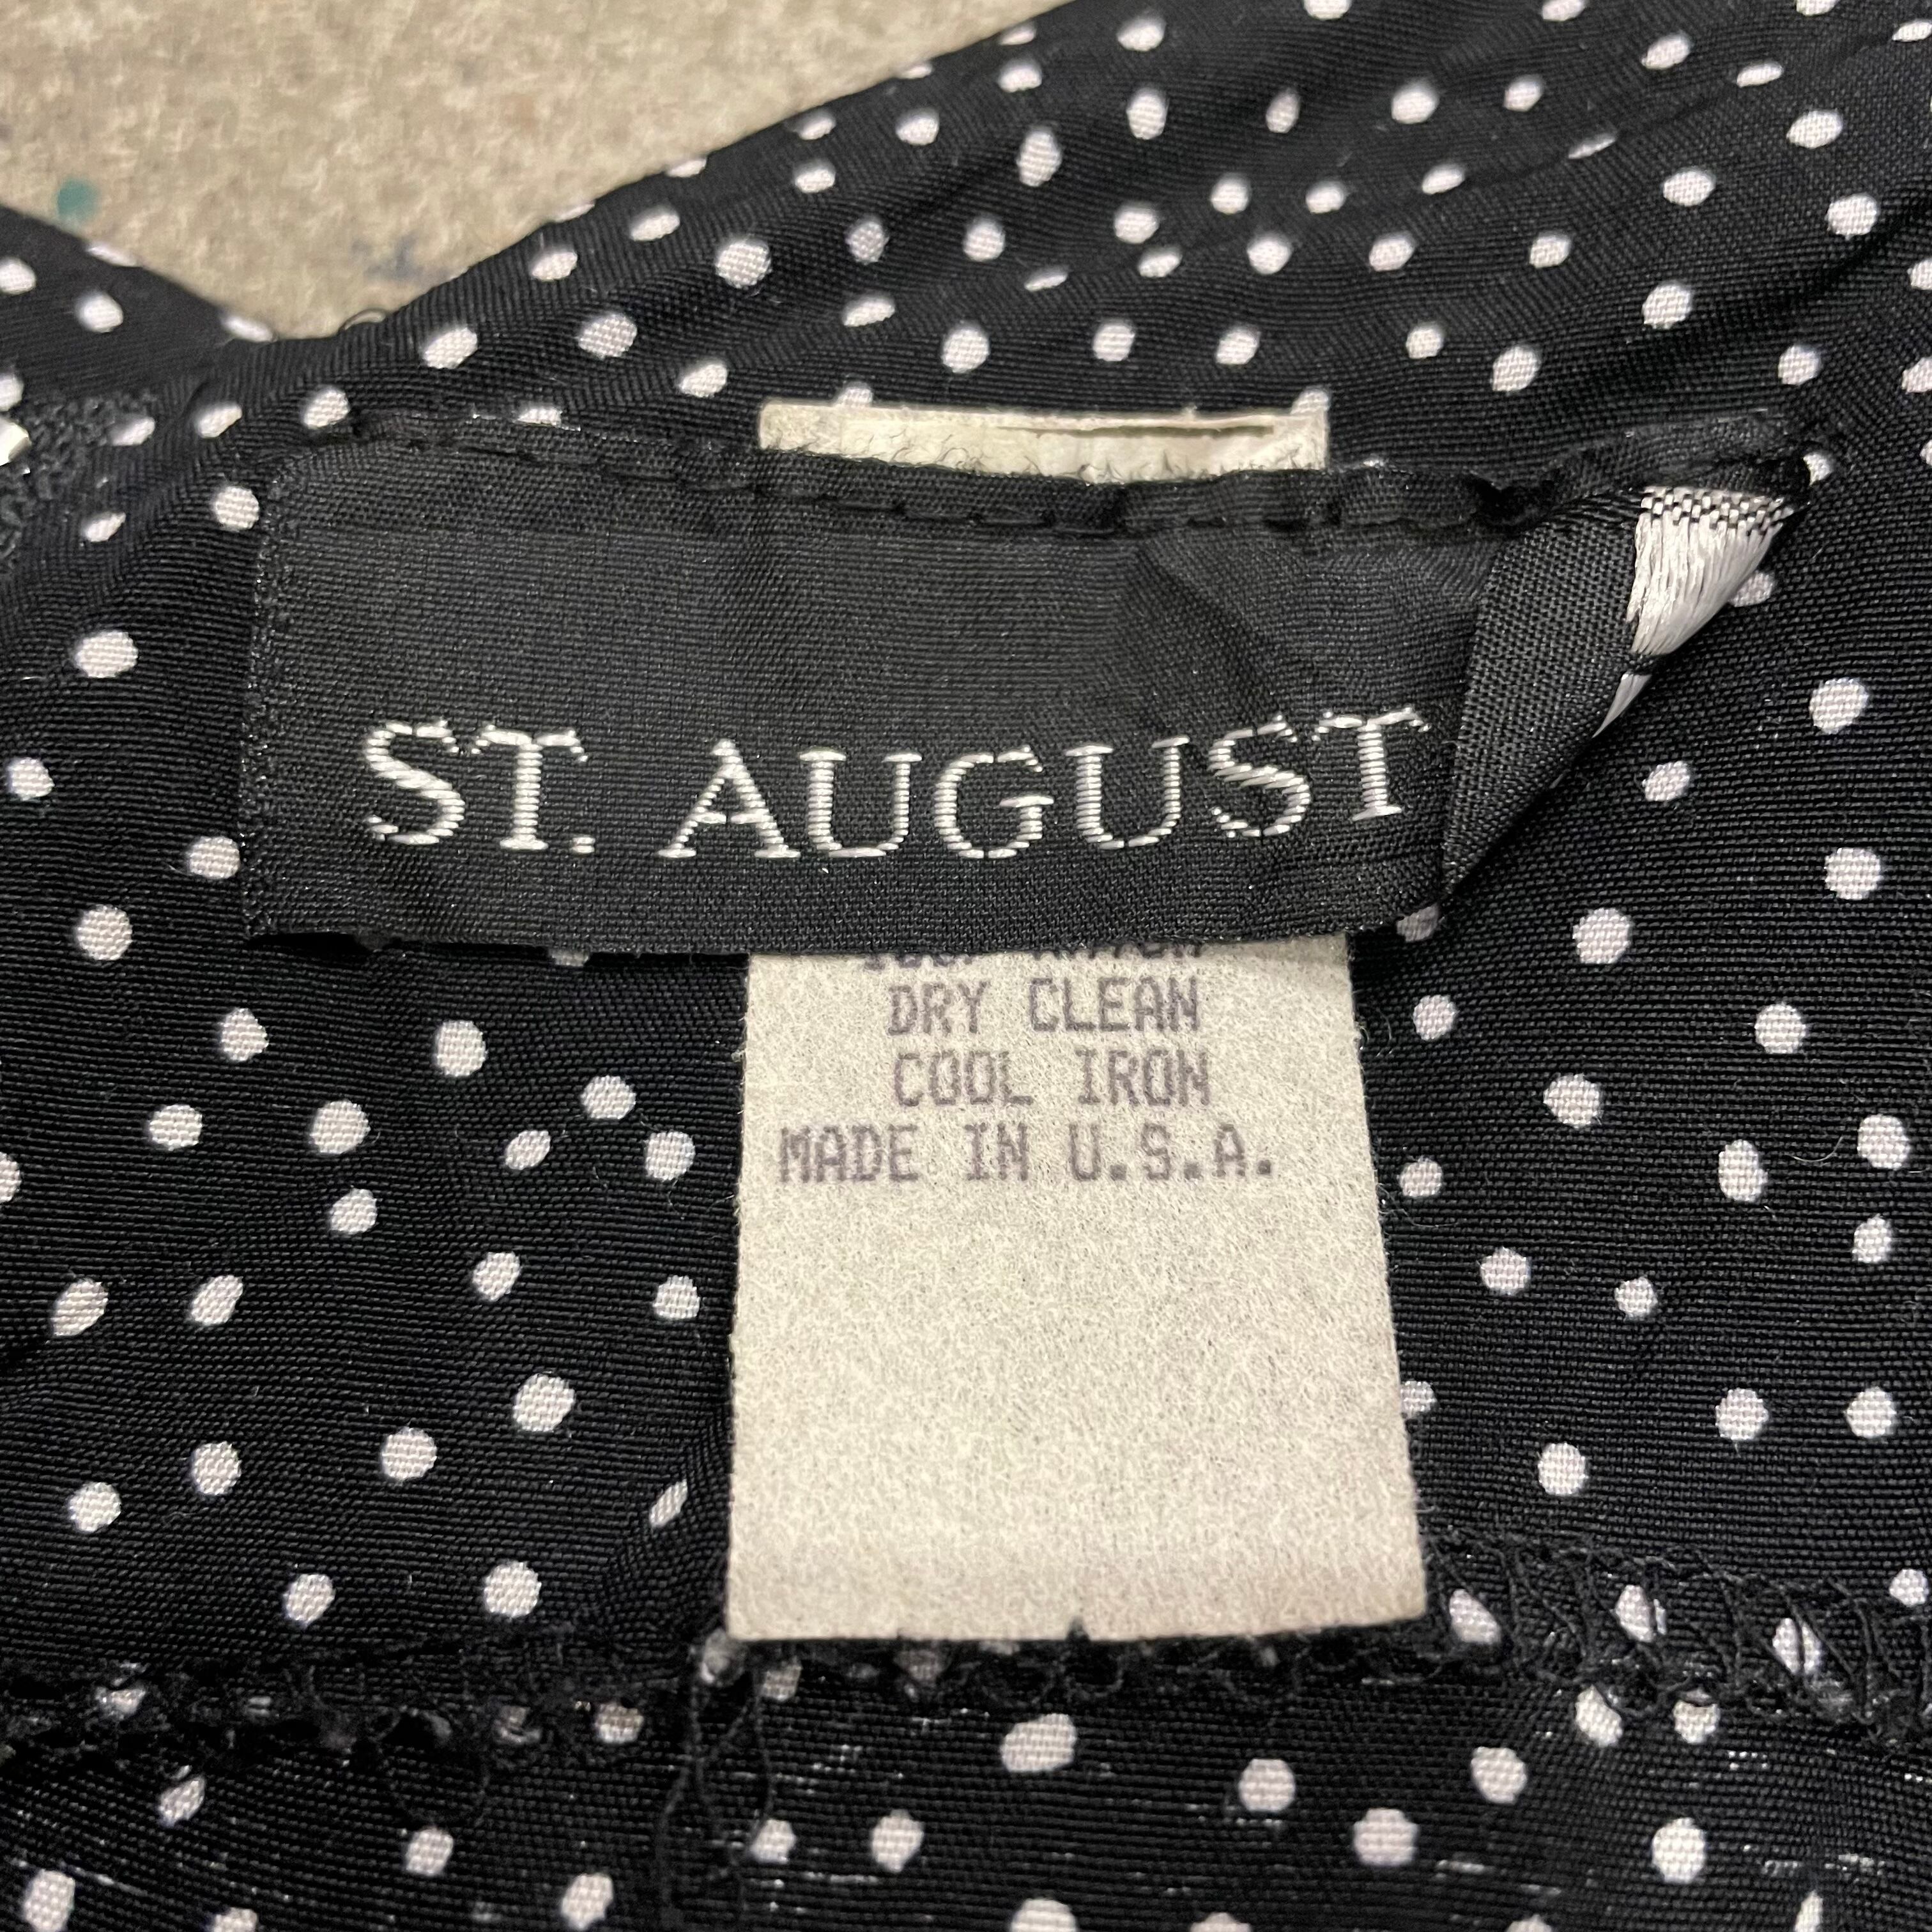 ST. AUGUST
DRY CLEAN
COOL IRON
MADE IN U.S.A.